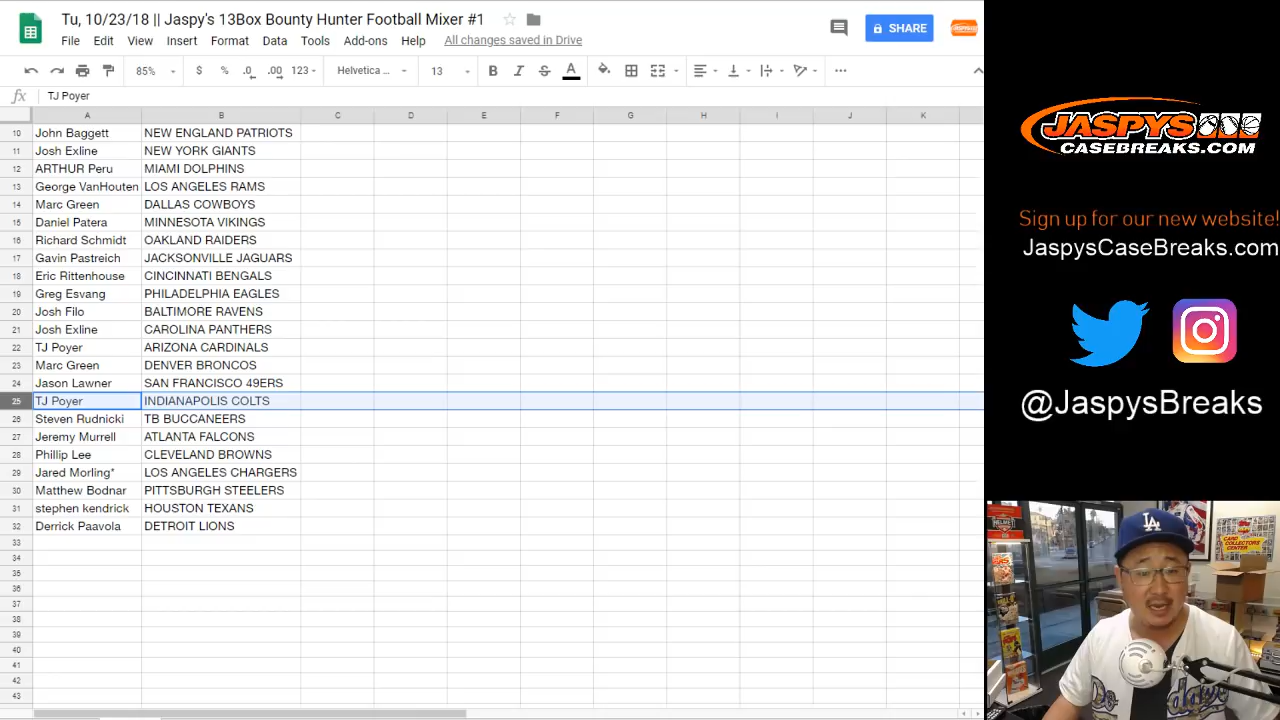 Tu, 10/23/18 || Jaspy's 13Box Bounty Hunter Football Mixer #1
SHARE
File Edit View Insert Format Data Tools Add-ons Help All changes saved in Drive
85% $ % .0 .00 123 Helvetica ... 13 B I S A
fx TJ Poyer
A B C D E F G H I J K
10 John Baggett NEW ENGLAND PATRIOTS
11 Josh Exline NEW YORK GIANTS
12 ARTHUR Peru MIAMI DOLPHINS
13 George VanHouten LOS ANGELES RAMS
14 Marc Green DALLAS COWBOYS
15 Daniel Patera MINNESOTA VIKINGS
16 Richard Schmidt OAKLAND RAIDERS
17 Gavin Pastreich JACKSONVILLE JAGUARS
18 Eric Rittenhouse CINCINNATI BENGALS
19 Greg Esvang PHILADELPHIA EAGLES
20 Josh Filo BALTIMORE RAVENS
21 Josh Exline CAROLINA PANTHERS
22 TJ Poyer ARIZONA CARDINALS
23 Marc Green DENVER BRONCOS
24 Jason Lawner SAN FRANCISCO 49ERS
25 TJ Poyer INDIANAPOLIS COLTS
26 Steven Rudnicki TB BUCCANEERS
27 Jeremy Murrell ATLANTA FALCONS
28 Phillip Lee CLEVELAND BROWNS
29 Jared Morling* LOS ANGELES CHARGERS
30 Matthew Bodnar PITTSBURGH STEELERS
31 stephen kendrick HOUSTON TEXANS
32 Derrick Paavola DETROIT LIONS
33
34
35
36
37
38
39
40
41
42
43
JASPYS
CASEBREAKS.COM
Sign up for our new website!
JaspysCaseBreaks.com
@JaspysBreaks
HELMET
LA
CARD
COLLECTORS
CENTER